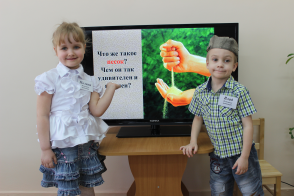 Что же такое
песок?
Чем он так
удивителен и